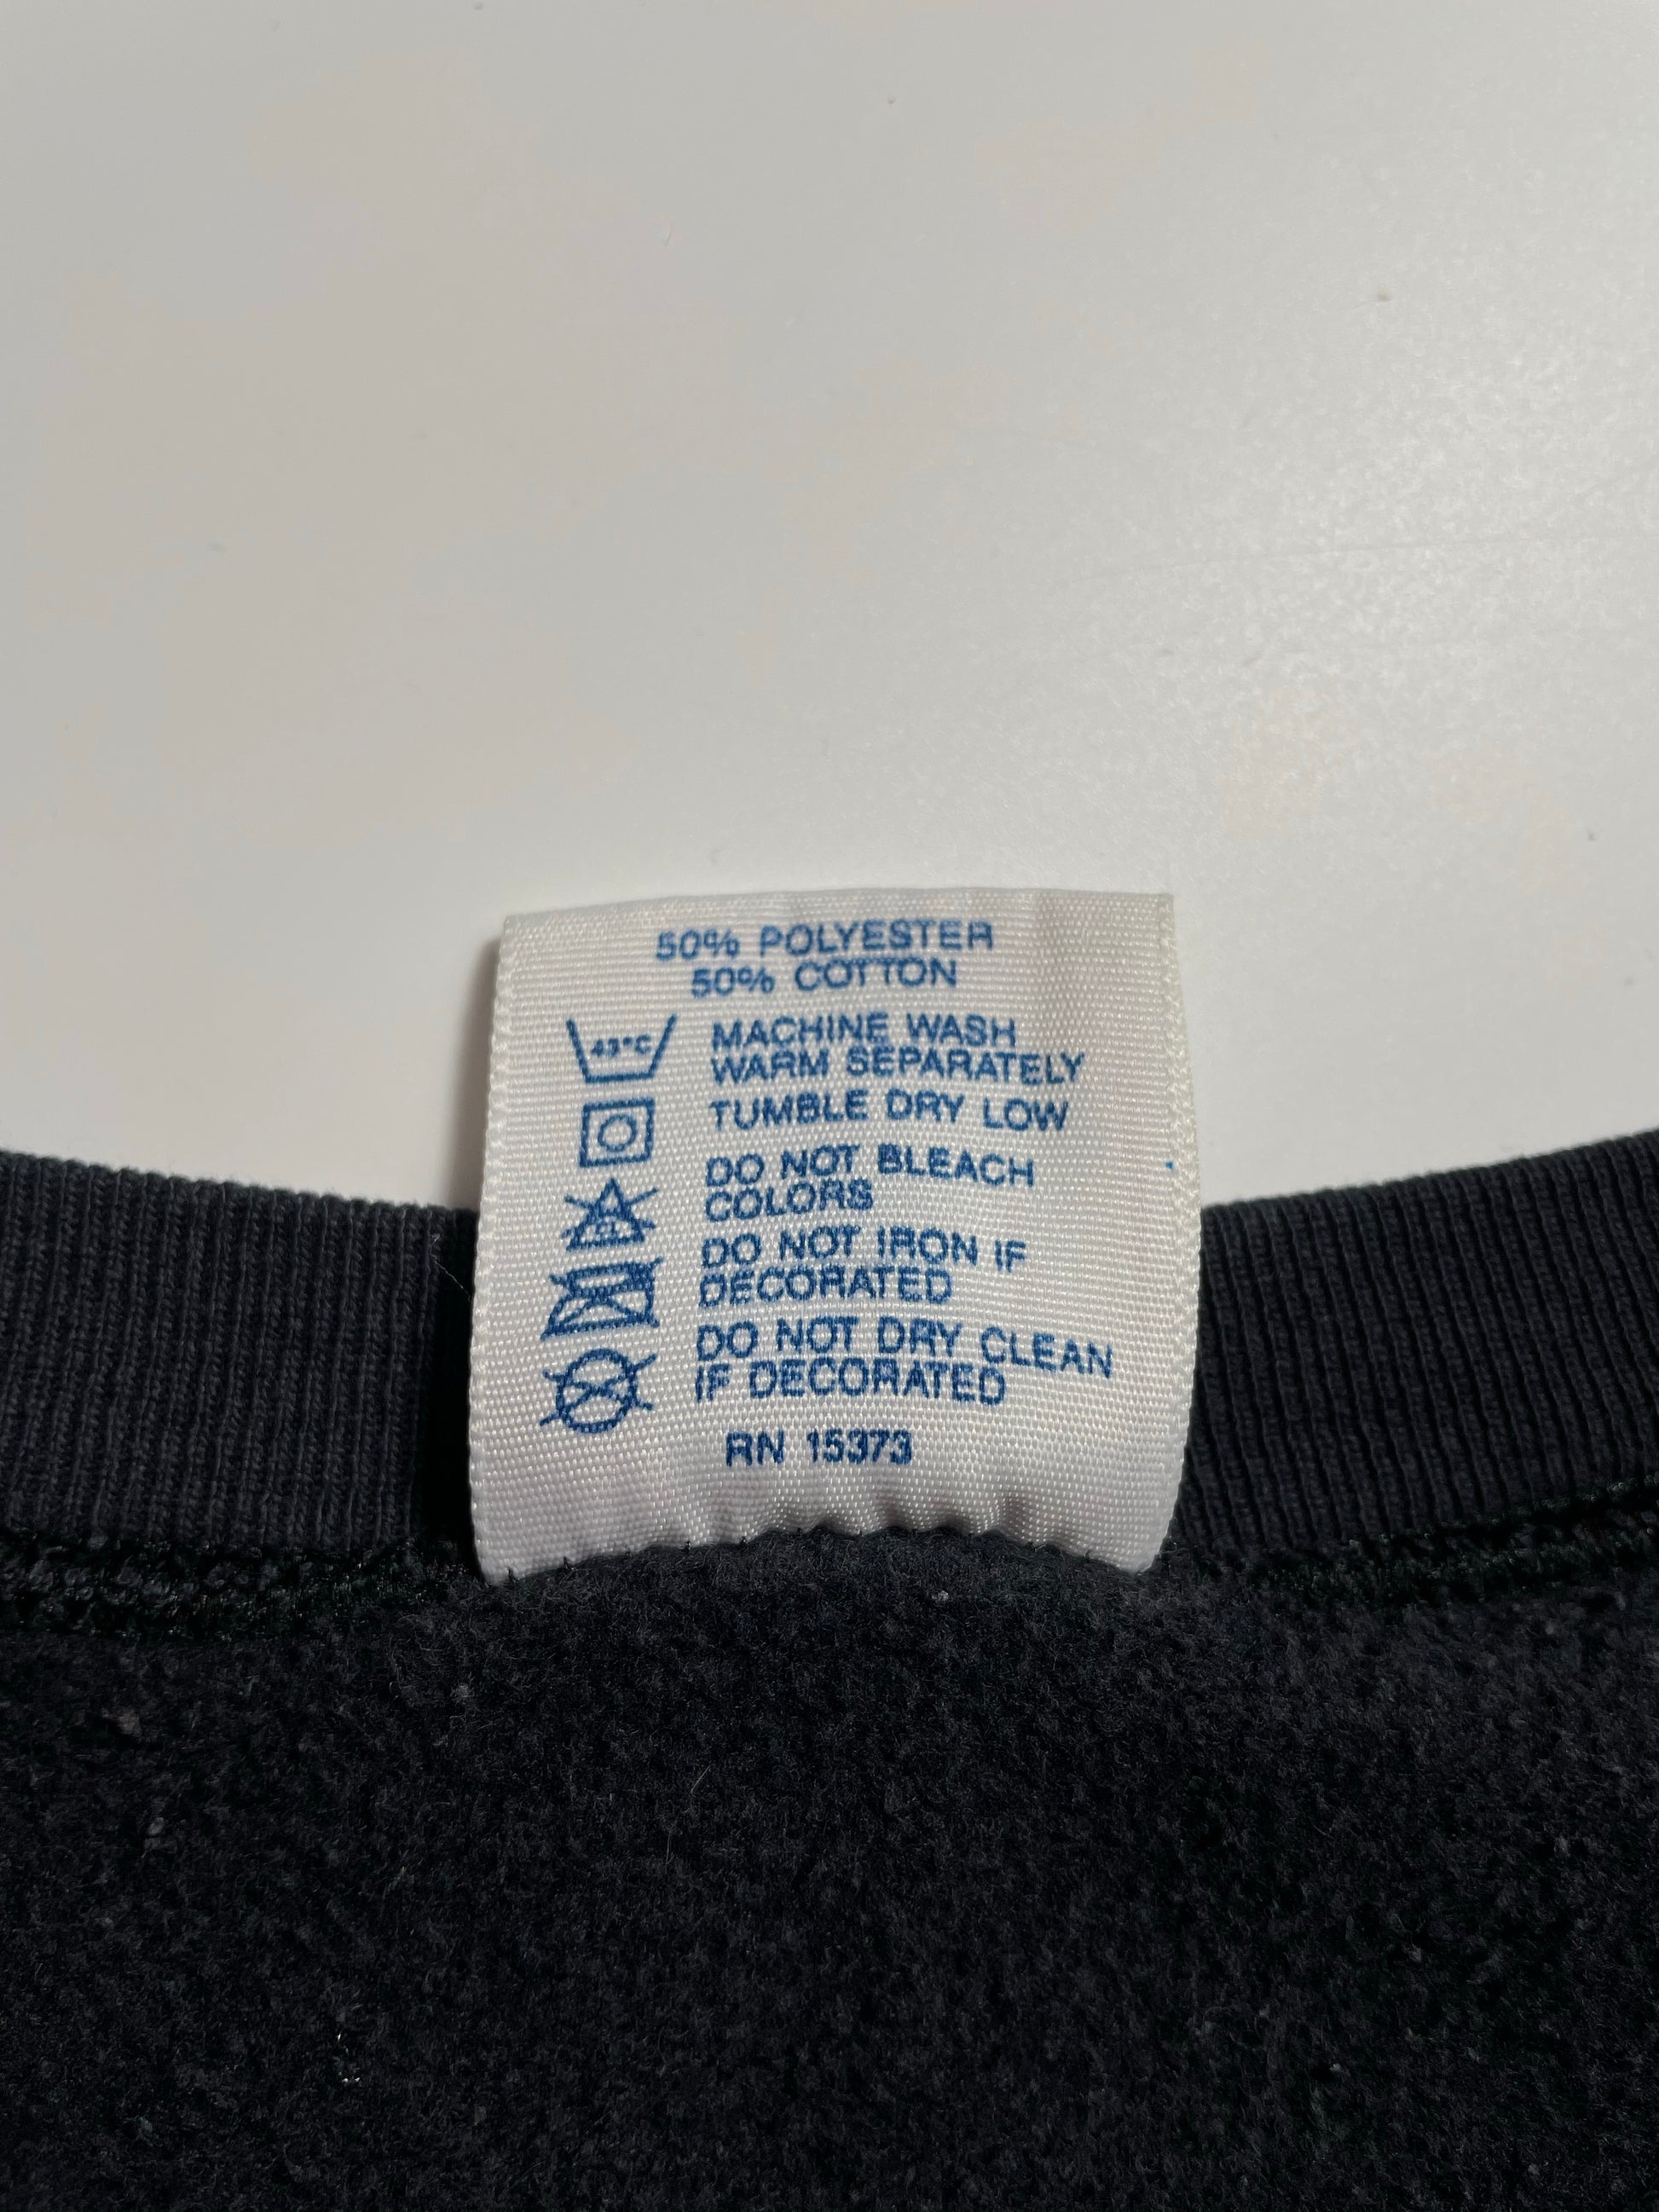 50% POLYESTER
50% COTTON
43°C
MACHINE WASH
WARM SEPARATELY
TUMBLE DRY LOW
DO NOT BLEACH
COLORS
DO NOT IRON IF
DECORATED
DO NOT DRY CLEAN
IF DECORATED
RN 15373